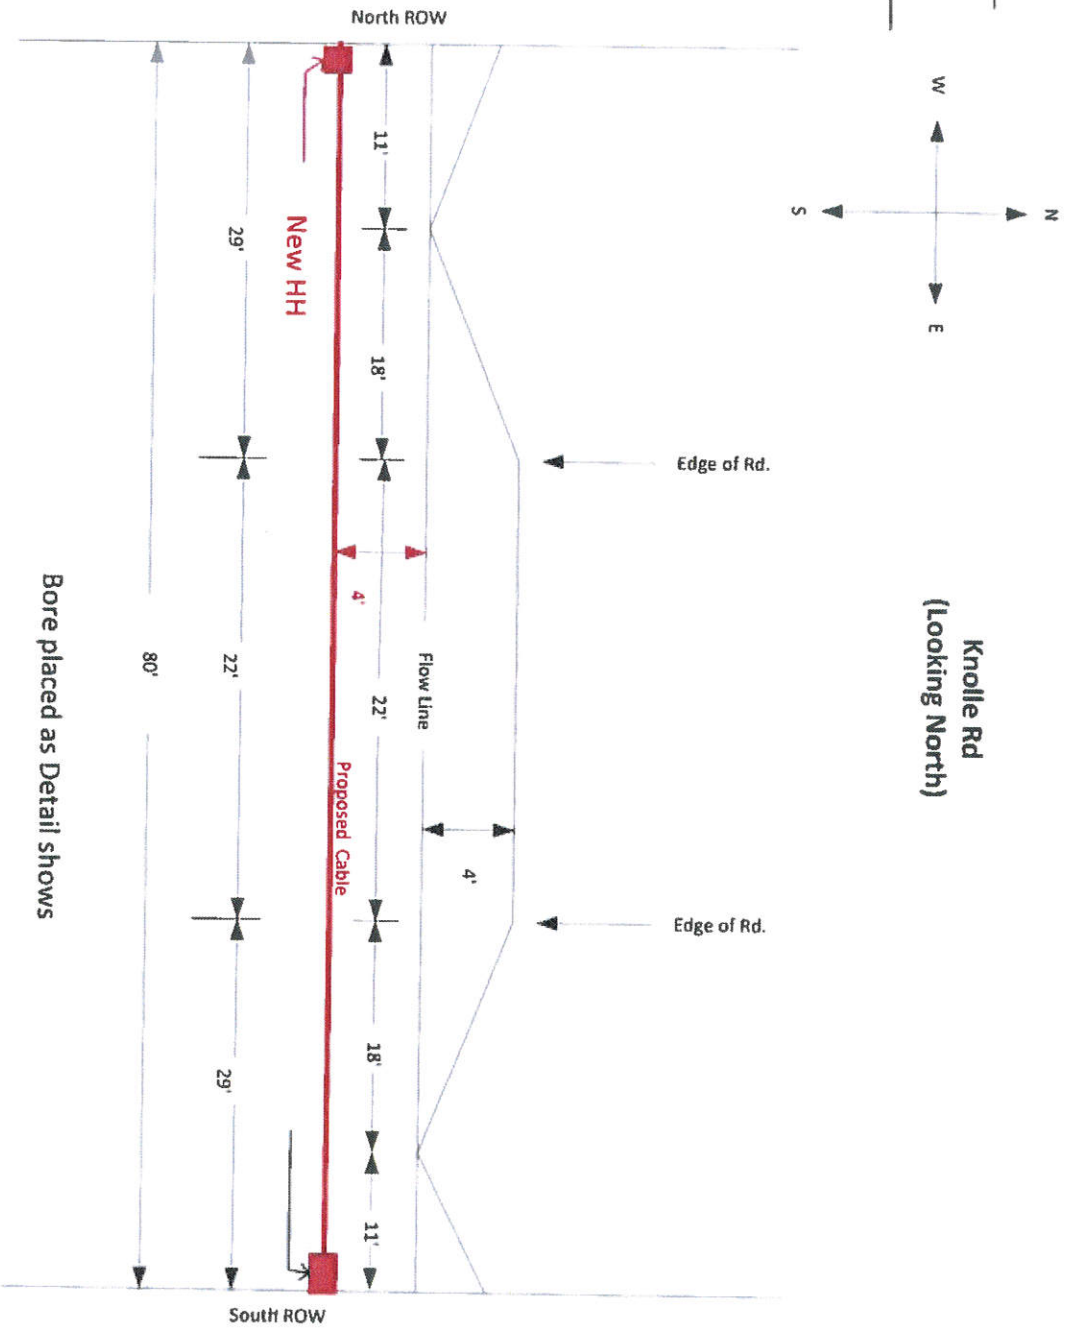 North ROW
W
N
S
E
11'
29'
New HH
18'
Edge of Rd.
4'
Knolle Rd
(Looking North)
Flow Line
22'
22'
80'
Bore placed as Detail shows
Proposed Cable
4'
Edge of Rd.
18'
29'
11'
South ROW